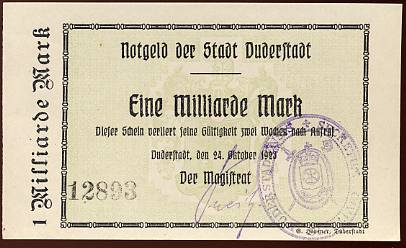 1 Milliarde Mark
Notgeld der Stadt Duderstadt
Eine Milliarde Mark
Dieser Schein verliert seine Gültigkeit zwei Wochen nach Aufruf
Duderstadt, den 24. Oktober 1923
12893
Der Magistrat
Duderstadt